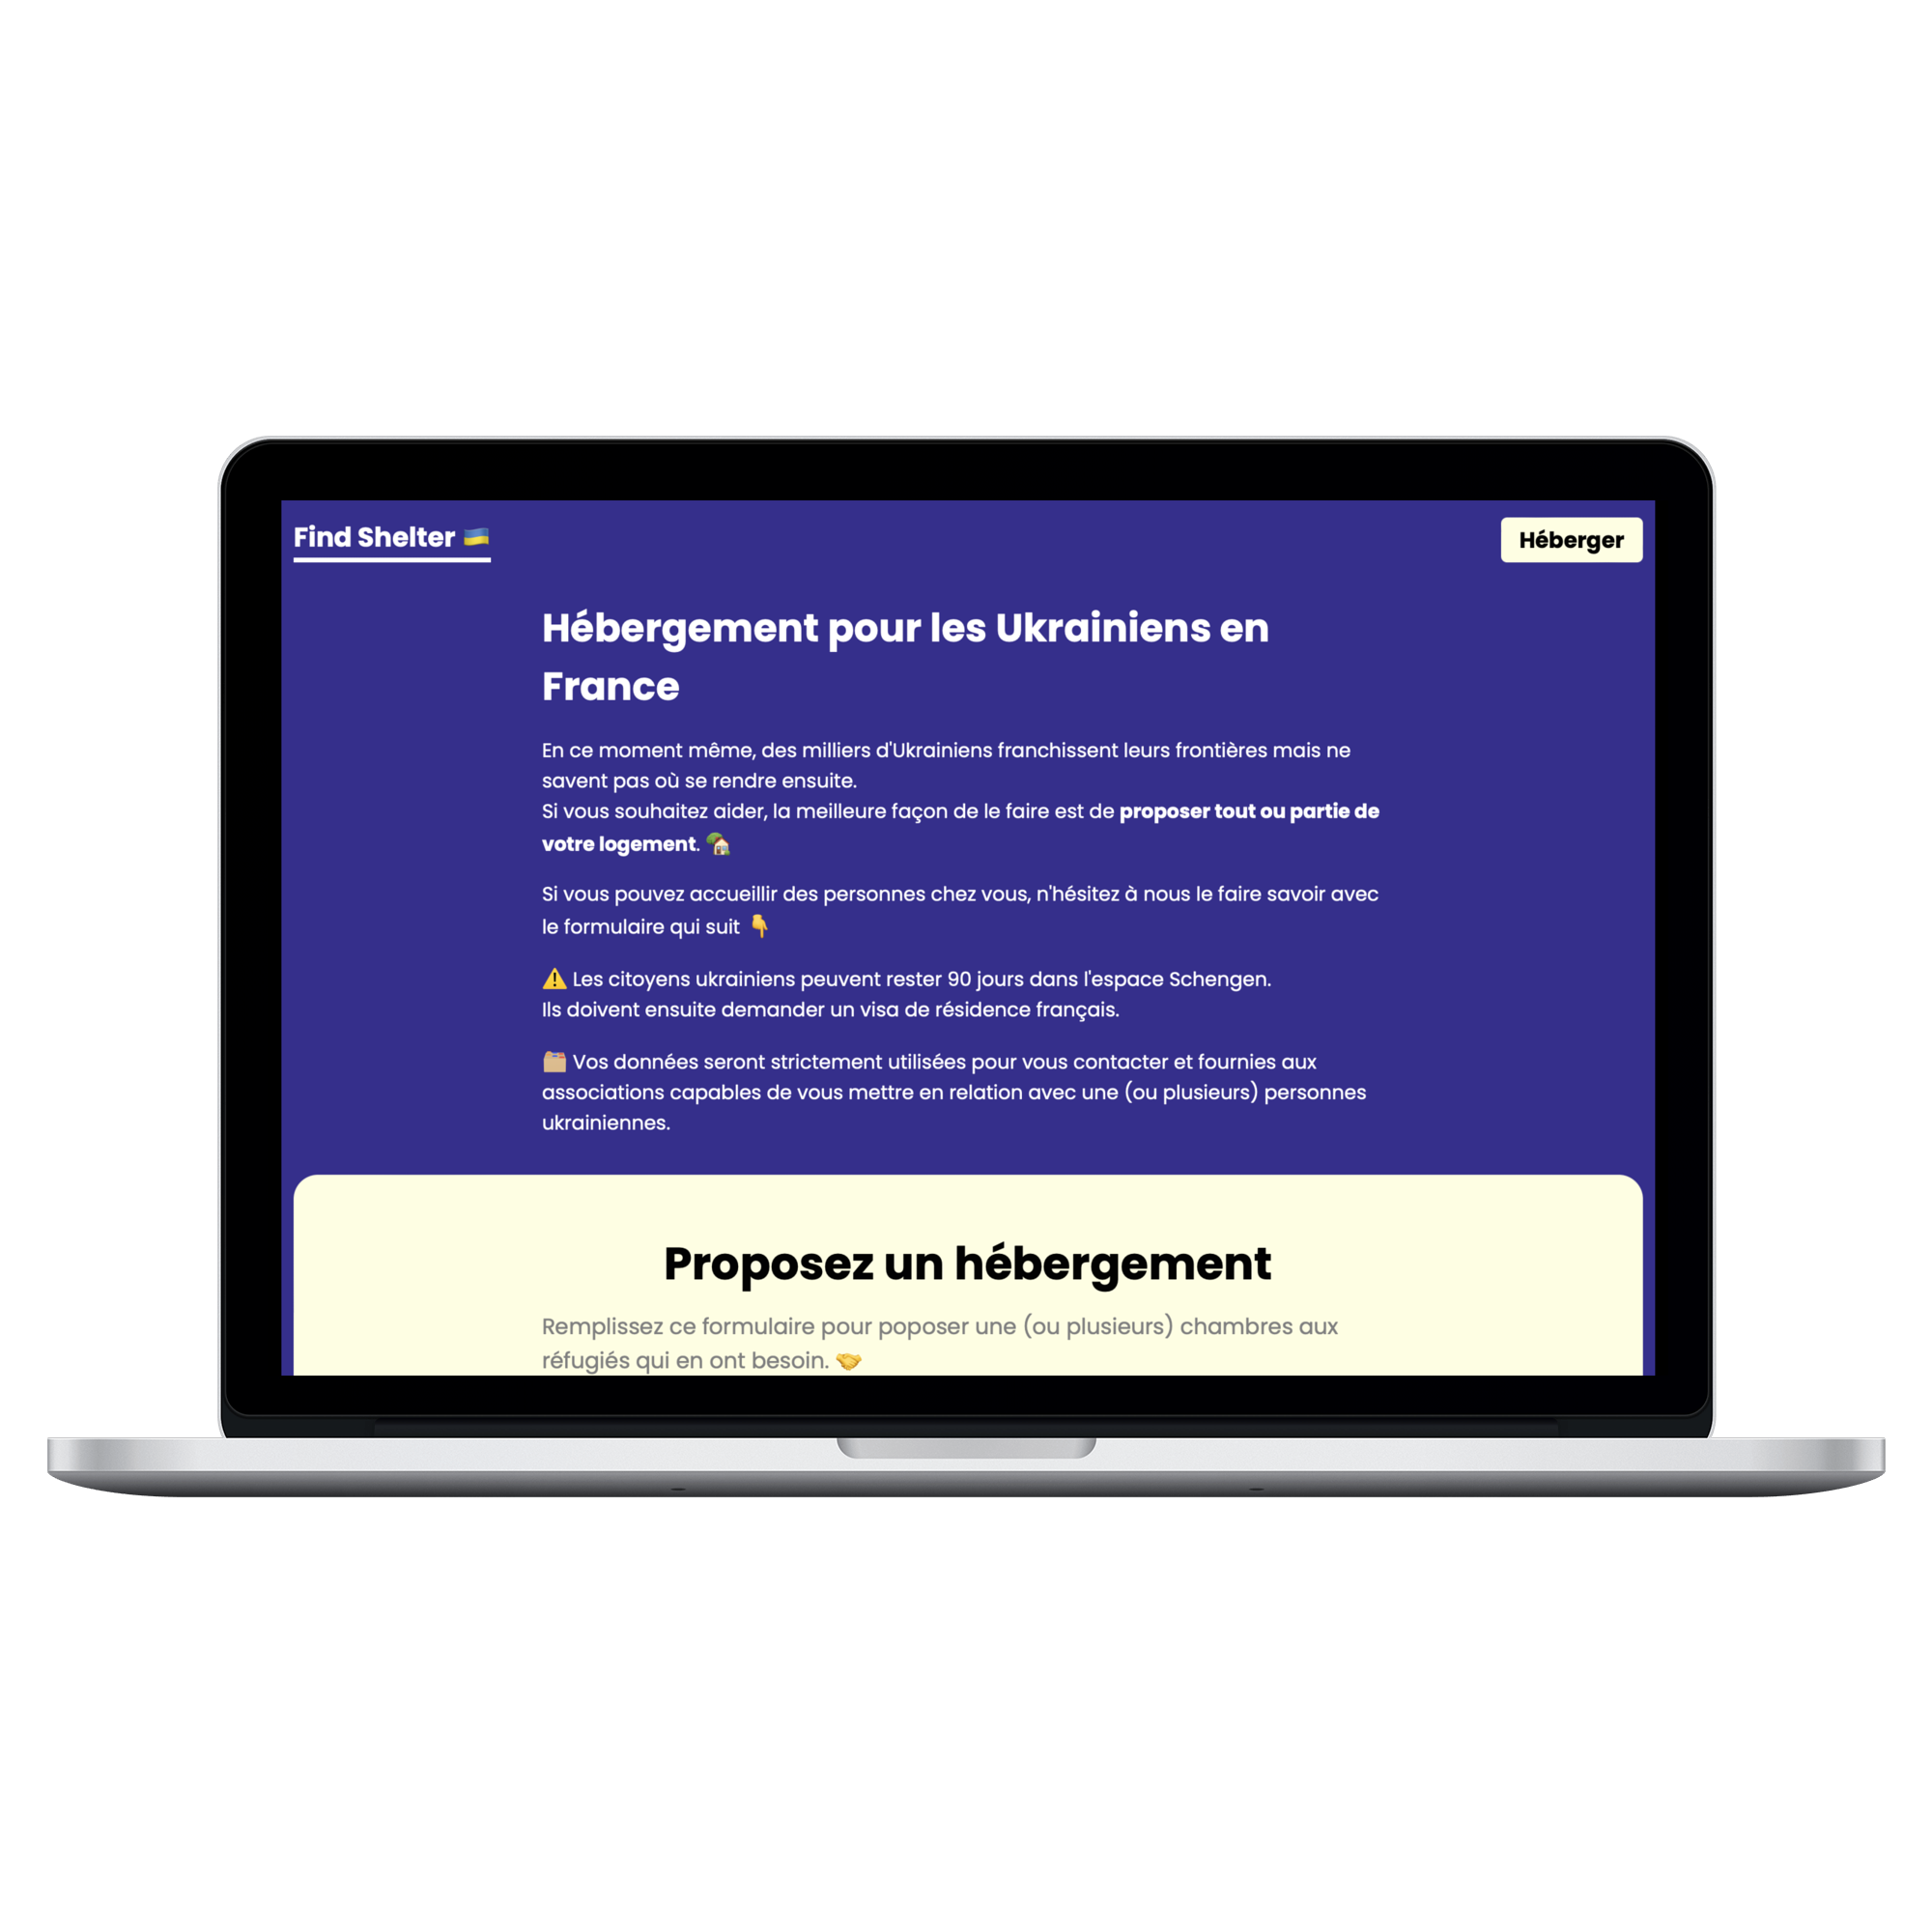 Find Shelter 🇺🇦
Héberger
Hébergement pour les Ukrainiens en
France
En ce moment même, des milliers d'Ukrainiens franchissent leurs frontières mais ne
savent pas où se rendre ensuite.
Si vous souhaitez aider, la meilleure façon de le faire est de proposer tout ou partie de
votre logement. 🏡
Si vous pouvez accueillir des personnes chez vous, n'hésitez à nous le faire savoir avec
le formulaire qui suit 👇
⚠️ Les citoyens ukrainiens peuvent rester 90 jours dans l'espace Schengen.
Ils doivent ensuite demander un visa de résidence français.
🗂️ Vos données seront strictement utilisées pour vous contacter et fournies aux
associations capables de vous mettre en relation avec une (ou plusieurs) personnes
ukrainiennes.
Proposez un hébergement
Remplissez ce formulaire pour poposer une (ou plusieurs) chambres aux
réfugiés qui en ont besoin. 🤝